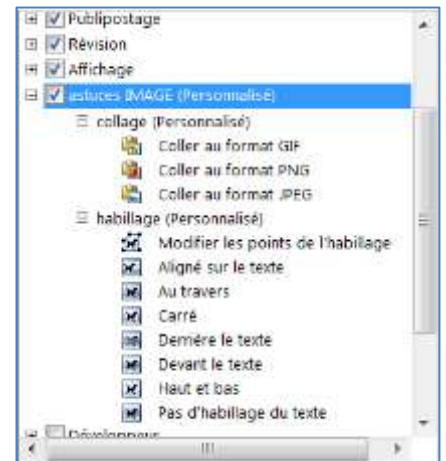 Publipostage
Révision
Affichage
astuces IMAGE (Personnalisé)
collage (Personnalisé)
Coller au format GIF
Coller au format PNG
Coller au format JPEG
habillage (Personnalisé)
Modifier les points de l'habillage
Aligné sur le texte
Au travers
Carré
Derrière le texte
Devant le texte
Haut et bas
Pas d'habillage du texte
Développeur